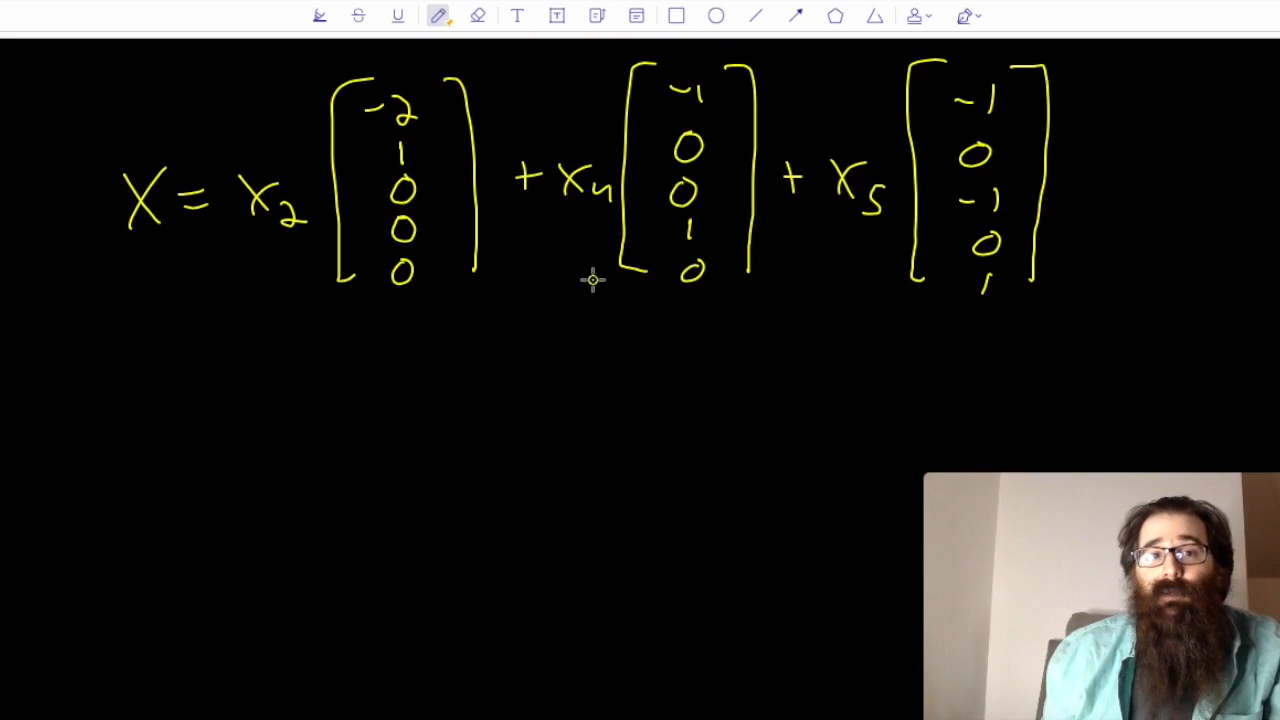 X = x₂ [-2 1 0 0 0] + x₄ [-1 0 0 1 0] + x₅ [-1 0 -1 0 1]